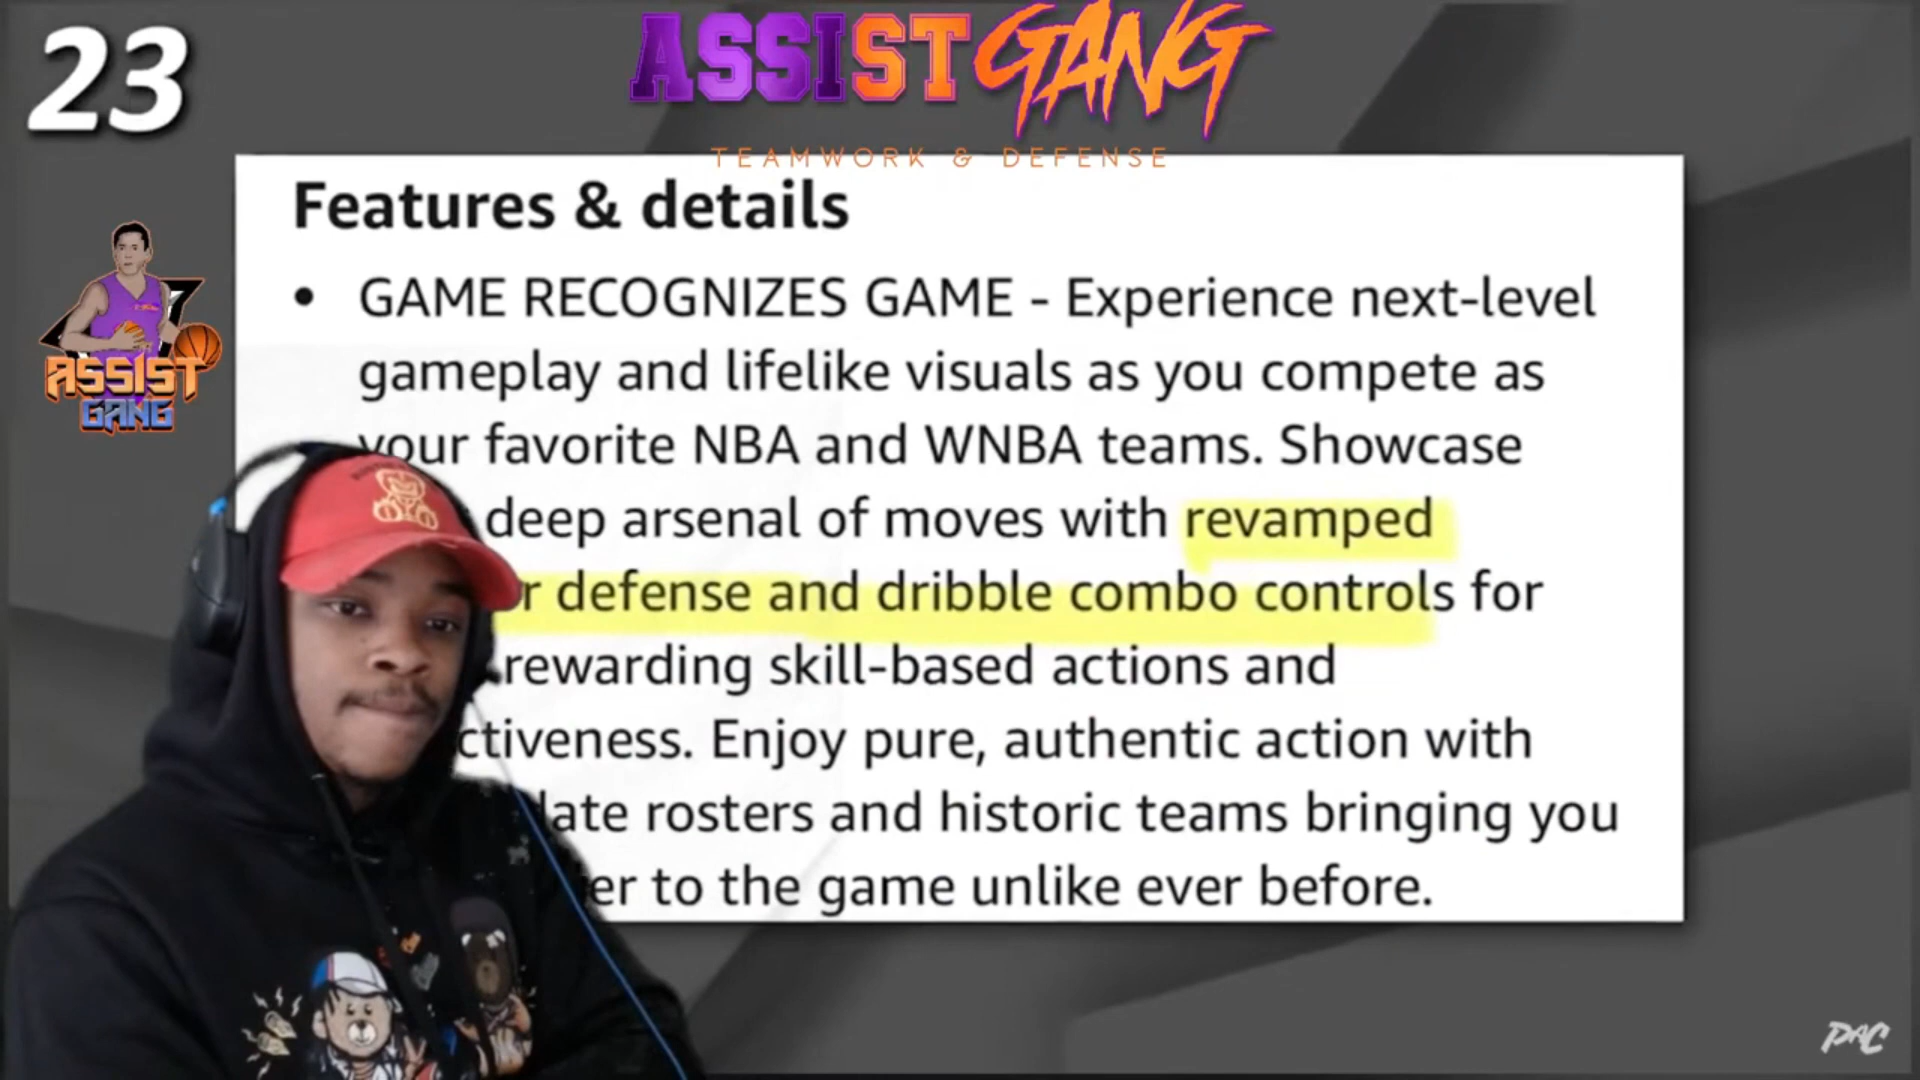 23
ASSIST GANG
TEAMWORK & DEFENSE
Features & details
• GAME RECOGNIZES GAME - Experience next-level
gameplay and lifelike visuals as you compete as
your favorite NBA and WNBA teams. Showcase
deep arsenal of moves with revamped
r defense and dribble combo controls for
rewarding skill-based actions and
ctiveness. Enjoy pure, authentic action with
late rosters and historic teams bringing you
er to the game unlike ever before.
ASSIST
GANG
PAC